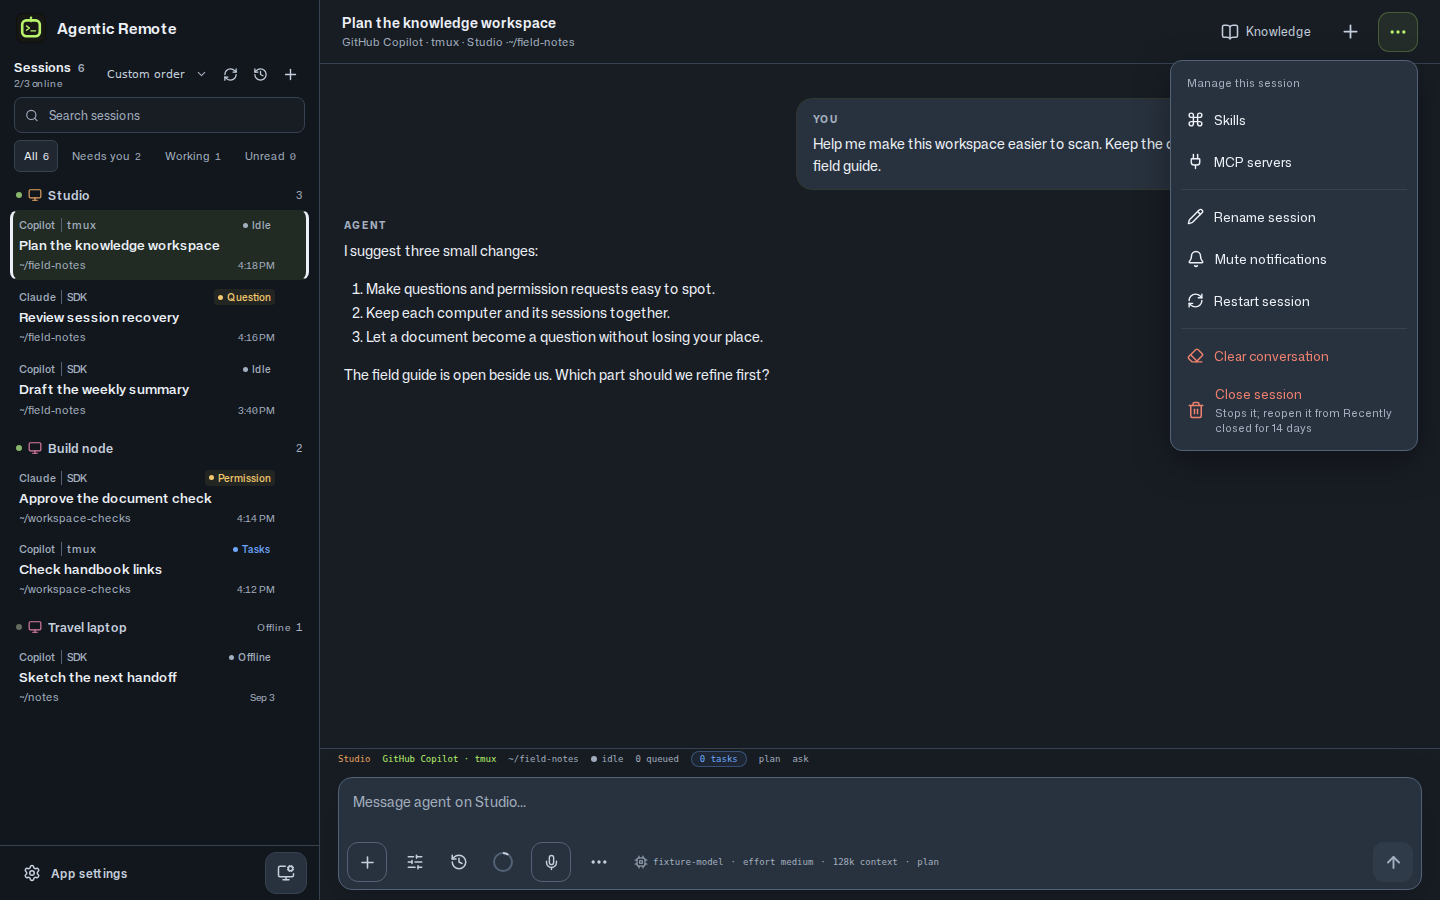 Agentic Remote
Sessions 6
2/3 online
Custom order
Search sessions
All 6
Needs you 2
Working 1
Unread 0
Studio 3
Copilot | tmux
Idle
Plan the knowledge workspace
~/field-notes
4:18 PM
Claude | SDK
Question
Review session recovery
~/field-notes
4:16 PM
Copilot | SDK
Idle
Draft the weekly summary
~/field-notes
3:40 PM
Build node 2
Claude | SDK
Permission
Approve the document check
~/workspace-checks
4:14 PM
Copilot | tmux
Tasks
Check handbook links
~/workspace-checks
4:12 PM
Travel laptop
Offline 1
Copilot | SDK
Offline
Sketch the next handoff
~/notes
Sep 3
App settings
Plan the knowledge workspace
GitHub Copilot · tmux · Studio · ~/field-notes
Knowledge
YOU
Help me make this workspace easier to scan. Keep the
field guide.
AGENT
I suggest three small changes:
1. Make questions and permission requests easy to spot.
2. Keep each computer and its sessions together.
3. Let a document become a question without losing your place.
The field guide is open beside us. Which part should we refine first?
Manage this session
Skills
MCP servers
Rename session
Mute notifications
Restart session
Clear conversation
Close session
Stops it; reopen it from Recently
closed for 14 days
Studio GitHub Copilot · tmux ~/field-notes idle 0 queued 0 tasks plan ask
Message agent on Studio...
fixture-model · effort medium · 128k context · plan